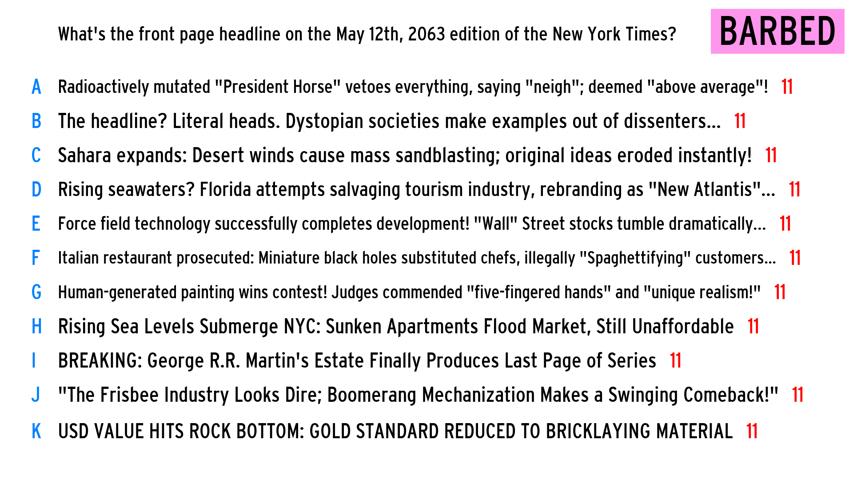 What's the front page headline on the May 12th, 2063 edition of the New York Times?
BARBED
A Radioactively mutated "President Horse" vetoes everything, saying "neigh"; deemed "above average"! 11
B The headline? Literal heads. Dystopian societies make examples out of dissenters... 11
C Sahara expands: Desert winds cause mass sandblasting; original ideas eroded instantly! 11
D Rising seawaters? Florida attempts salvaging tourism industry, rebranding as "New Atlantis"... 11
E Force field technology successfully completes development! "Wall" Street stocks tumble dramatically... 11
F Italian restaurant prosecuted: Miniature black holes substituted chefs, illegally "Spaghettifying" customers... 11
G Human-generated painting wins contest! Judges commended "five-fingered hands" and "unique realism!" 11
H Rising Sea Levels Submerge NYC: Sunken Apartments Flood Market, Still Unaffordable 11
I BREAKING: George R.R. Martin's Estate Finally Produces Last Page of Series 11
J "The Frisbee Industry Looks Dire; Boomerang Mechanization Makes a Swinging Comeback!" 11
K USD VALUE HITS ROCK BOTTOM: GOLD STANDARD REDUCED TO BRICKLAYING MATERIAL 11